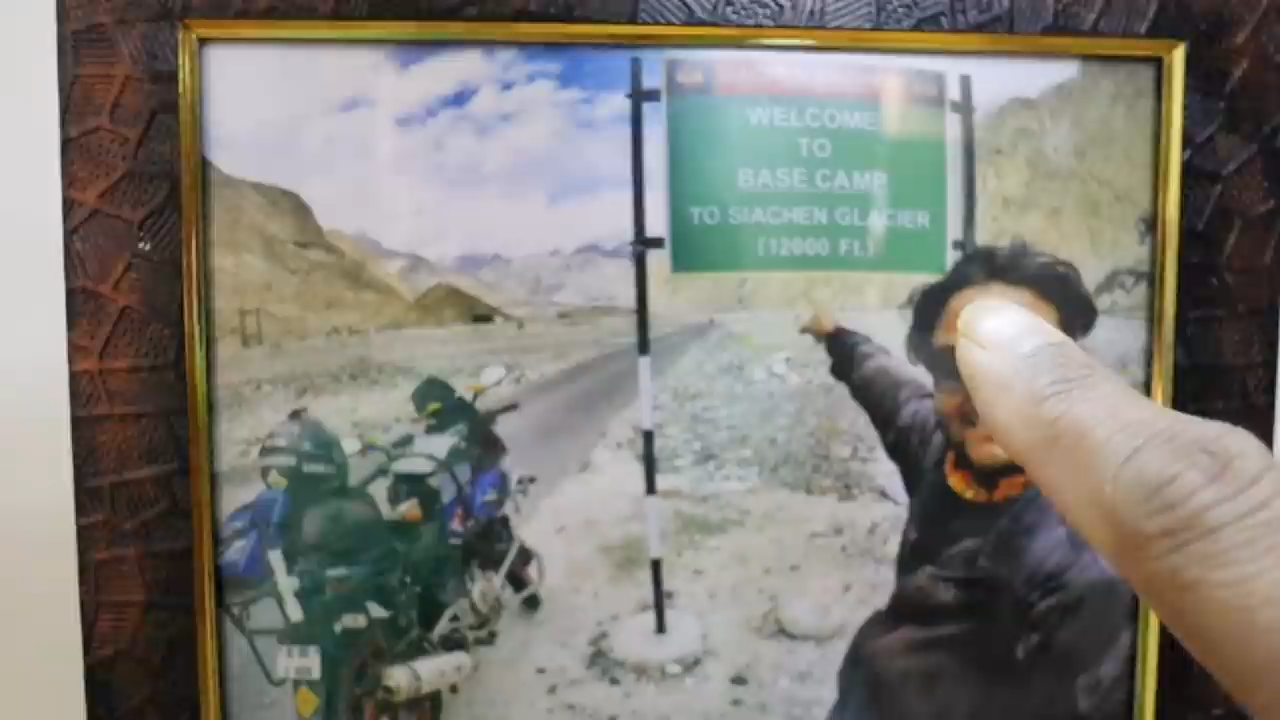 WELCOME
TO
BASE CAMP
TO SIACHEN GLACIER
(12000 Ft.)